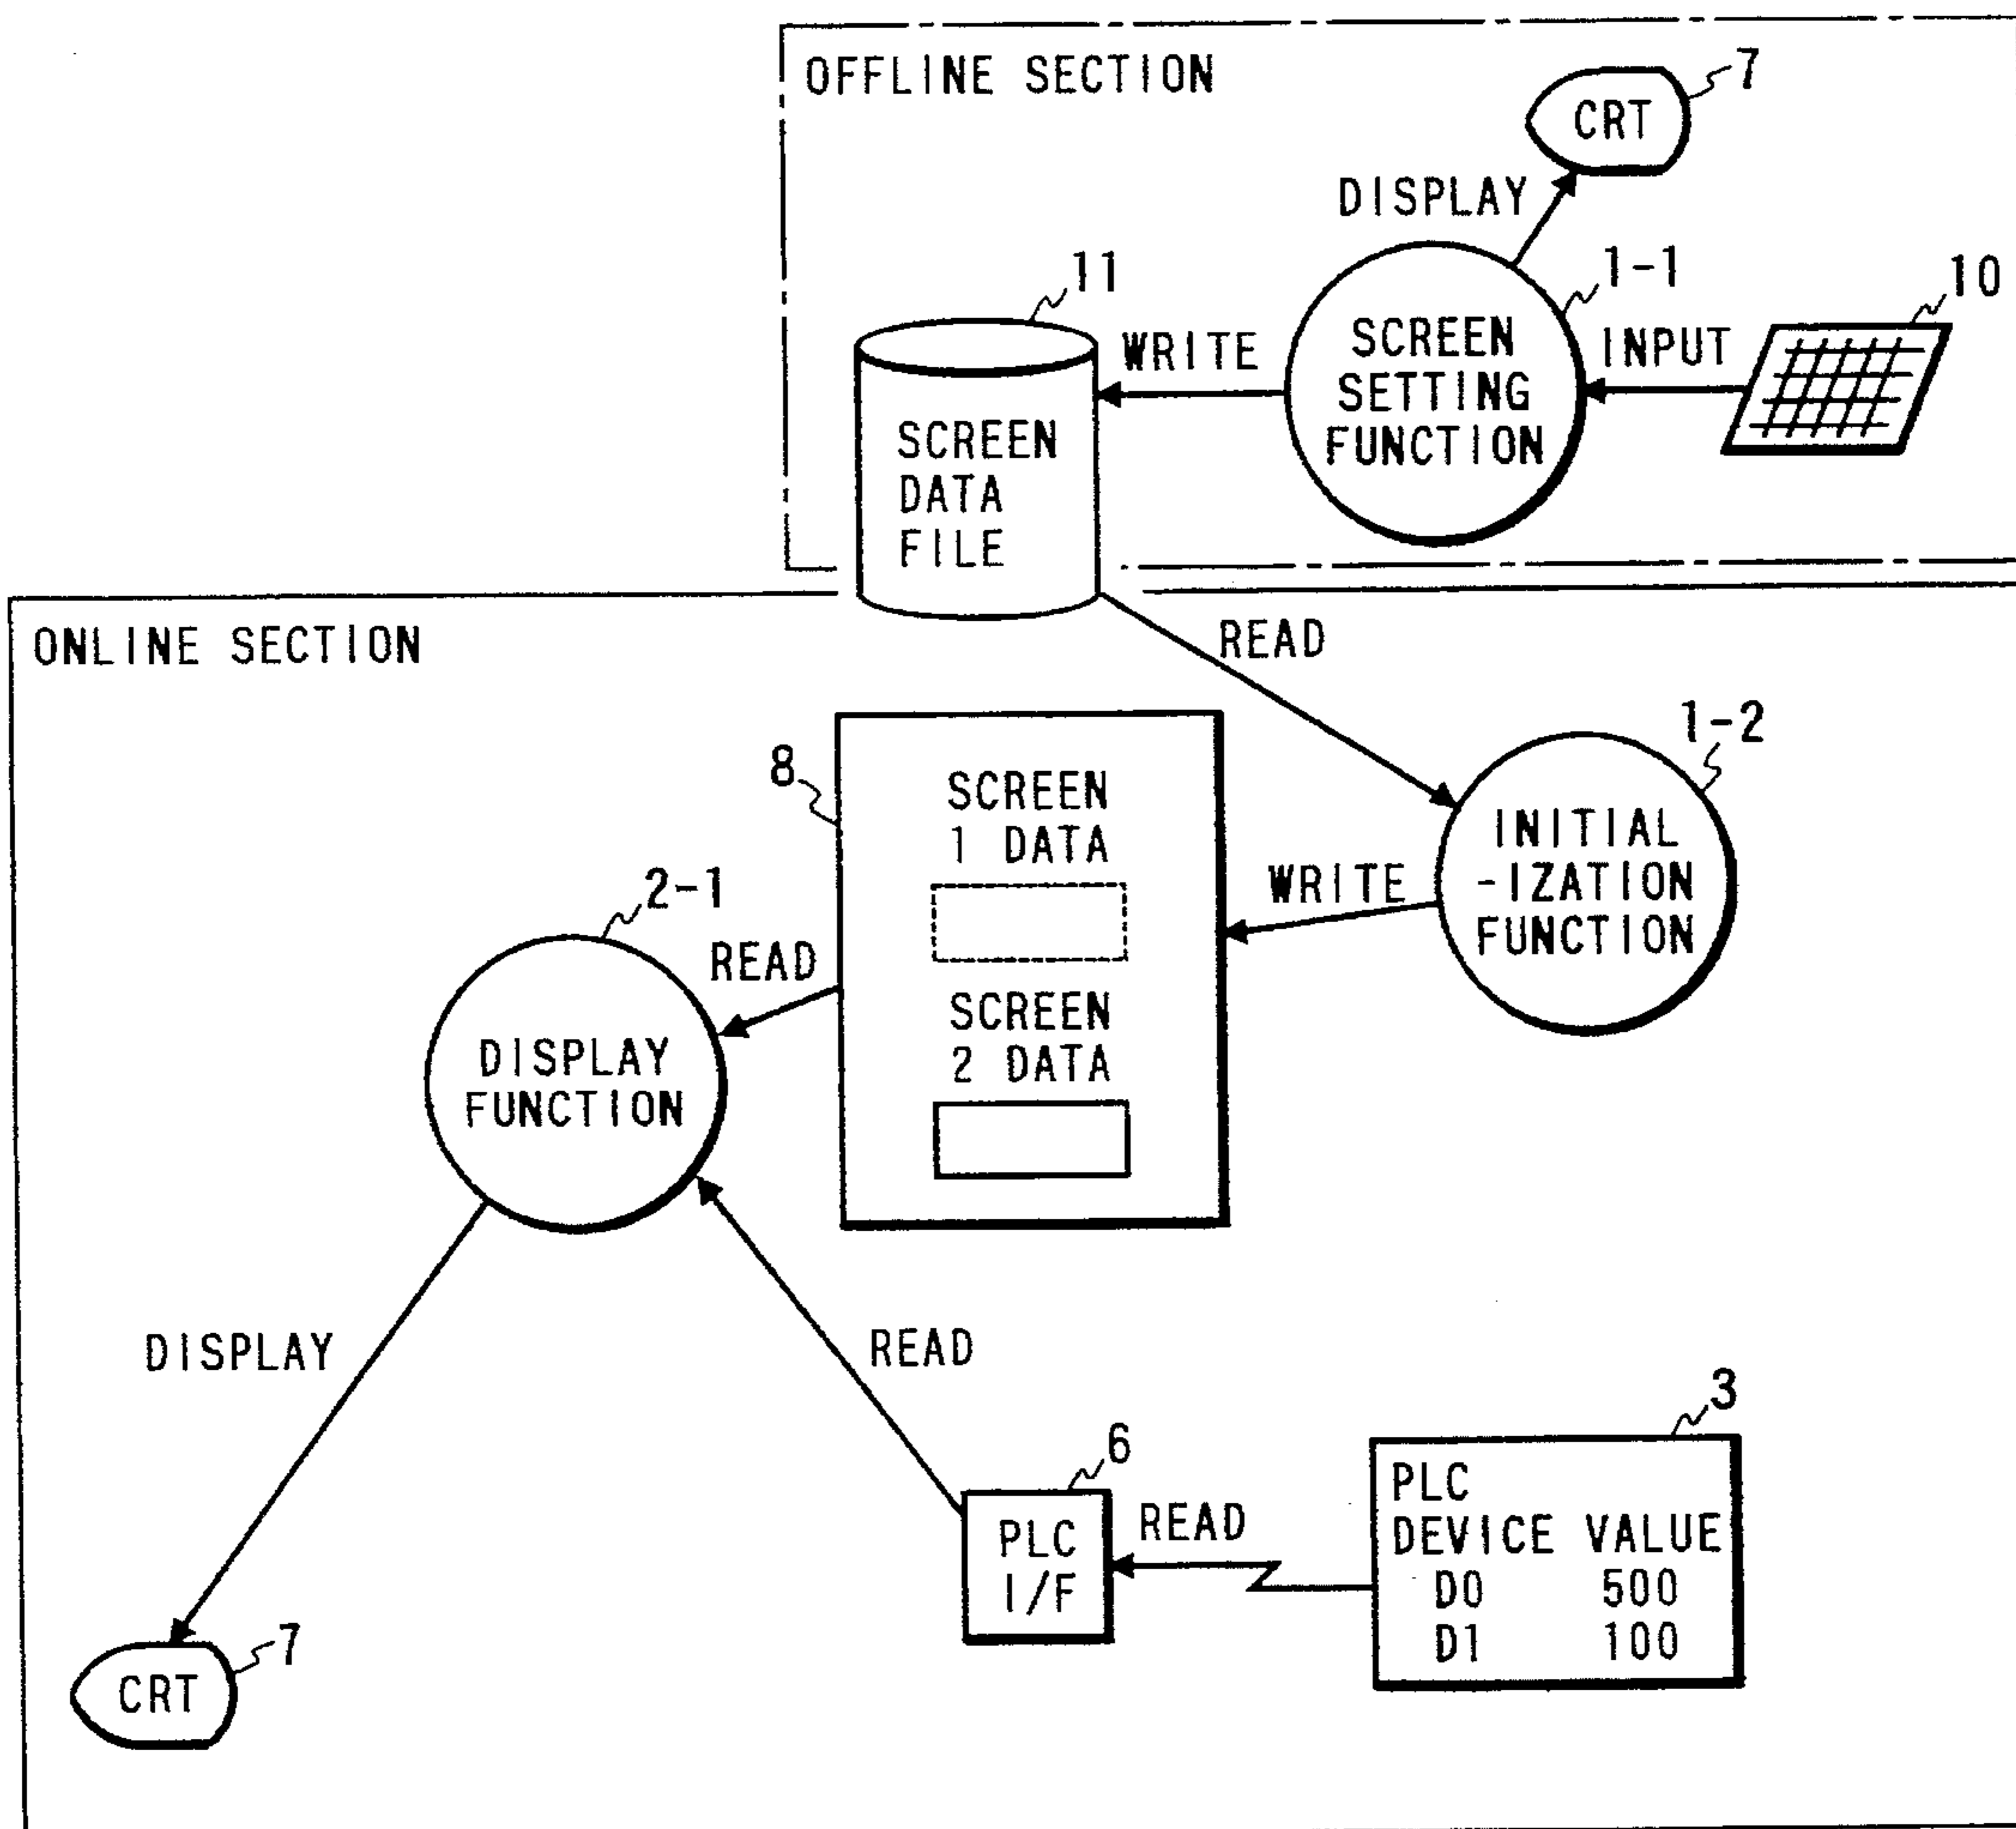 OFFLINE SECTION
7
CRT
DISPLAY
1-1
10
11
WRITE
SCREEN
SETTING
FUNCTION
INPUT
SCREEN
DATA
FILE
ONLINE SECTION
READ
1-2
8
SCREEN
1 DATA
INITIAL
-IZATION
FUNCTION
WRITE
2-1
READ
SCREEN
2 DATA
DISPLAY
FUNCTION
DISPLAY
READ
3
6
PLC
I/F
READ
PLC
DEVICE VALUE
D0 500
D1 100
7
CRT